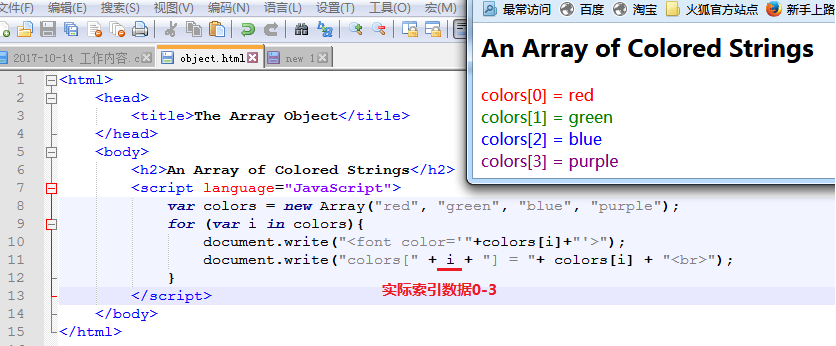 文件(F) 编辑(E) 搜索(S) 视图(V) 编码(M) 语言(L) 设置(T) 工具(O) 宏(M)
2017-10-14 工作内容.c object.html new 1
1 <html>
2 <head>
3 <title>The Array Object</title>
4 </head>
5 <body>
6 <h2>An Array of Colored Strings</h2>
7 <script language="JavaScript">
8 var colors = new Array("red", "green", "blue", "purple");
9 for (var i in colors){
10 document.write("<font color='"+colors[i]+"'>");
11 document.write("colors[" + i + "] = "+ colors[i] + "<br>");
12 }
13 </script>
实际索引数据0-3
14 </body>
15 </html>
最常访问 百度 淘宝 火狐官方站点 新手上路
An Array of Colored Strings
colors[0] = red
colors[1] = green
colors[2] = blue
colors[3] = purple